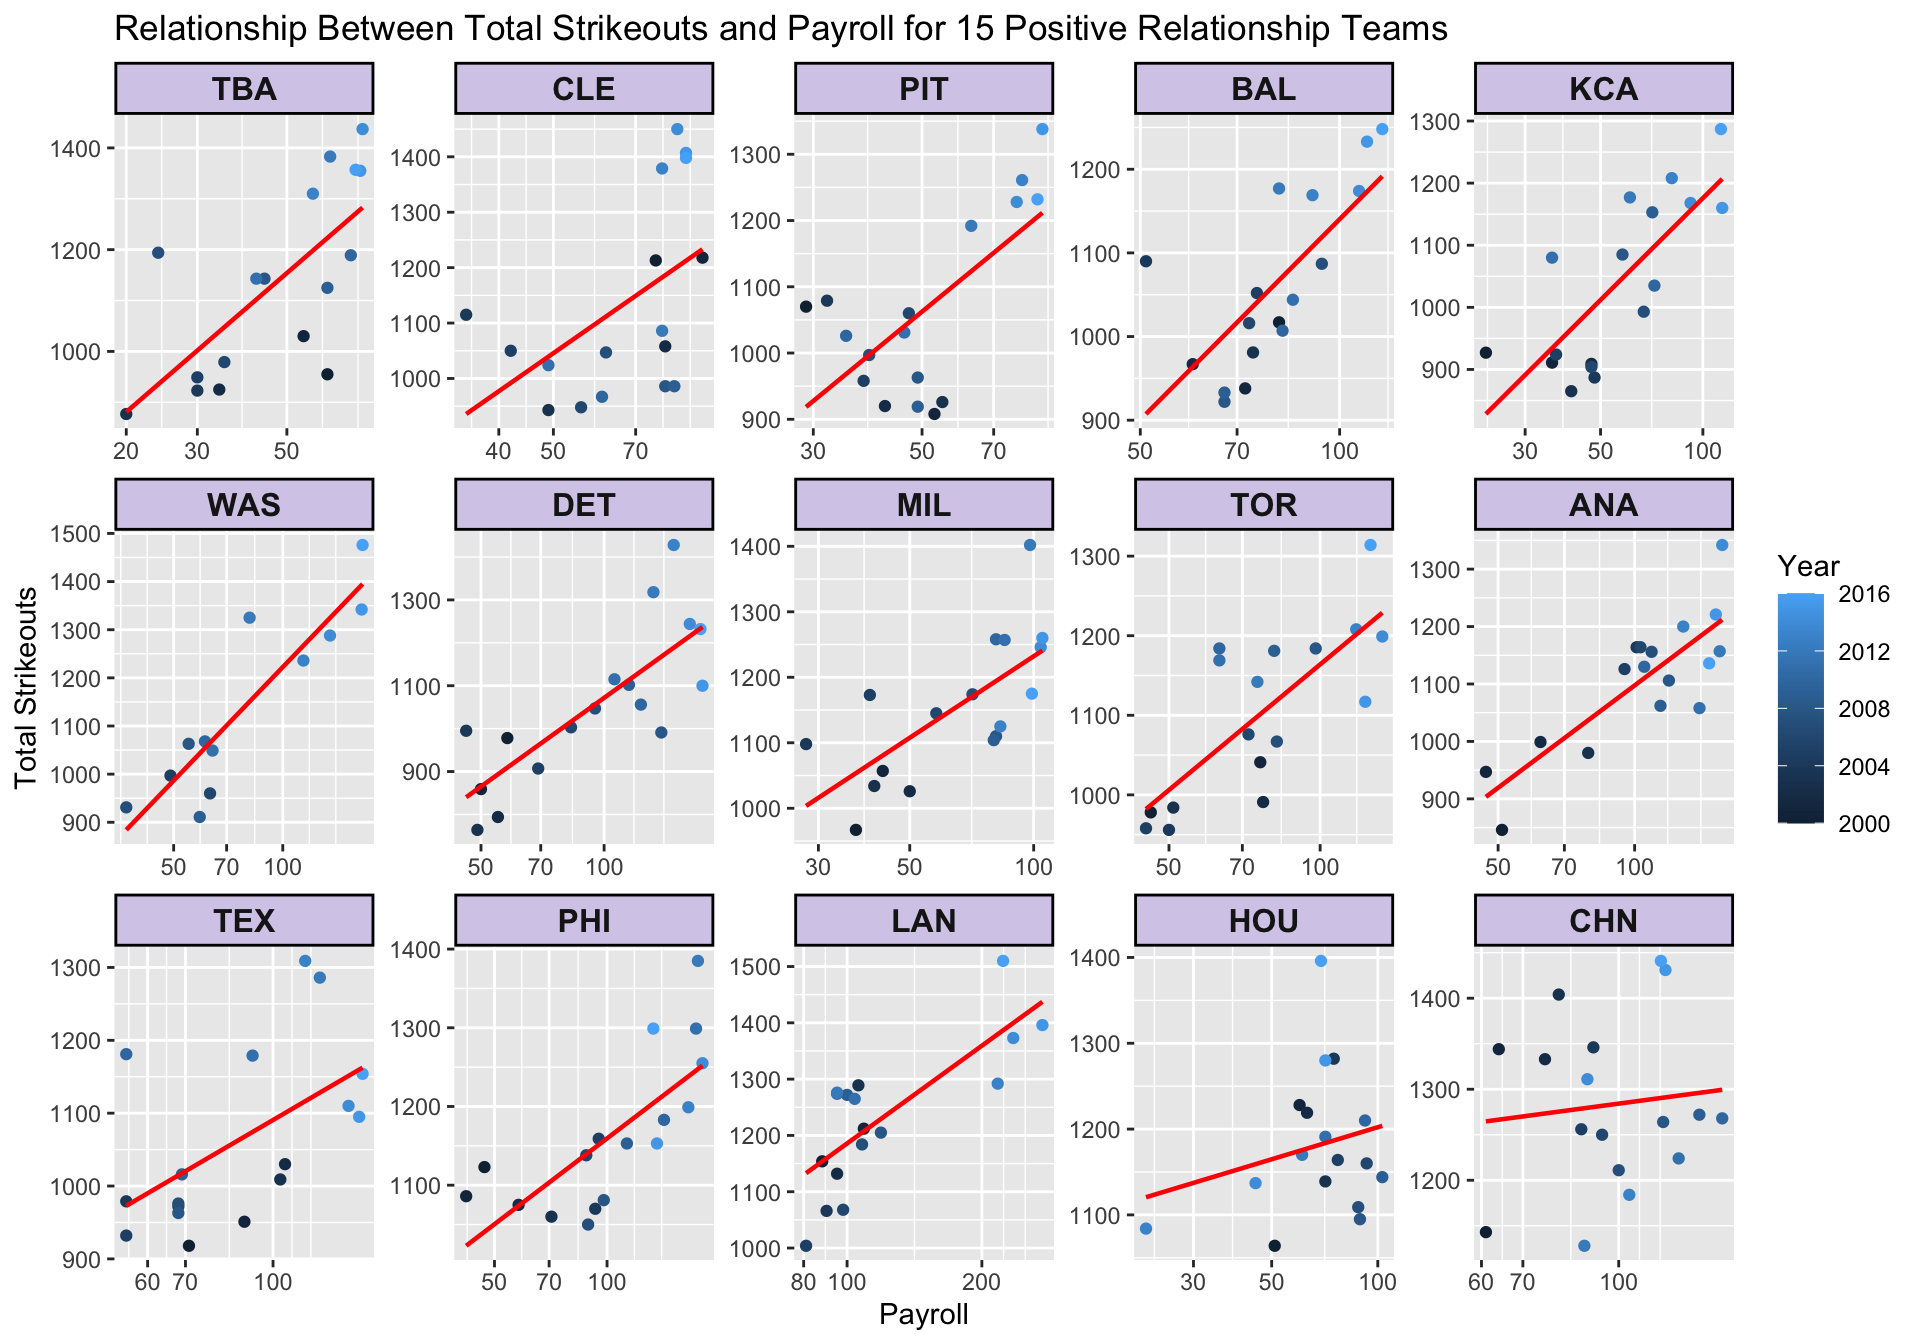 Relationship Between Total Strikeouts and Payroll for 15 Positive Relationship Teams
TBA CLE PIT BAL KCA
1400 1200 1000
20 30 50
1400 1300 1200 1100 1000
40 50 70
1300 1200 1100 1000 900
30 50 70
1200 1100 1000 900
50 70 100
1300 1200 1100 1000 900
30 50 100
WAS DET MIL TOR ANA
1500 1400 1300 1200 1100 1000 900
50 70 100
1300 1100 900
50 70 100
1400 1300 1200 1100 1000
30 50 100
1300 1200 1100 1000
50 70 100
1300 1200 1100 1000 900
50 70 100
TEX PHI LAN HOU CHN
1300 1200 1100 1000 900
60 70 100
1400 1300 1200 1100
50 70 100
1500 1400 1300 1200 1100 1000
80 100 200
1400 1300 1200 1100
30 50 100
1400 1300 1200
60 70 100
Total Strikeouts
Payroll
Year
2016
2012
2008
2004
2000